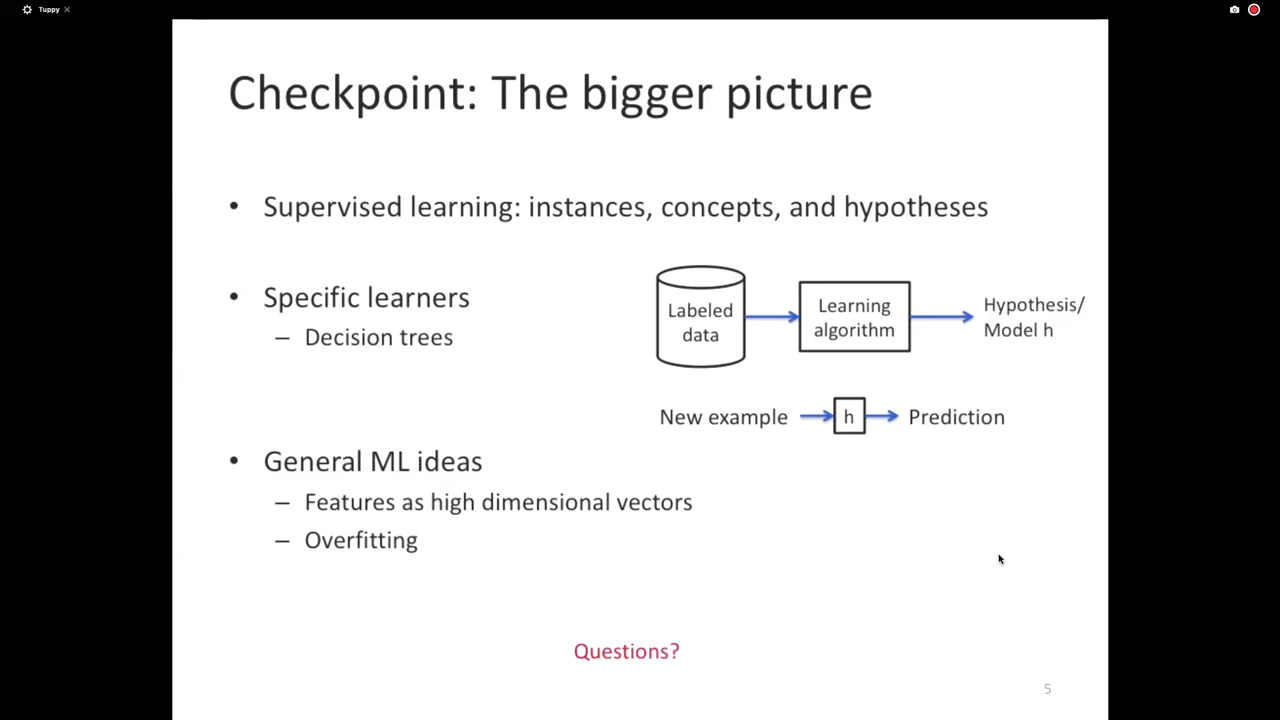 Tuppy
Checkpoint: The bigger picture
• Supervised learning: instances, concepts, and hypotheses
• Specific learners
– Decision trees
Labeled
data
Learning
algorithm
Hypothesis/
Model h
New example
h
Prediction
• General ML ideas
– Features as high dimensional vectors
– Overfitting
Questions?
5